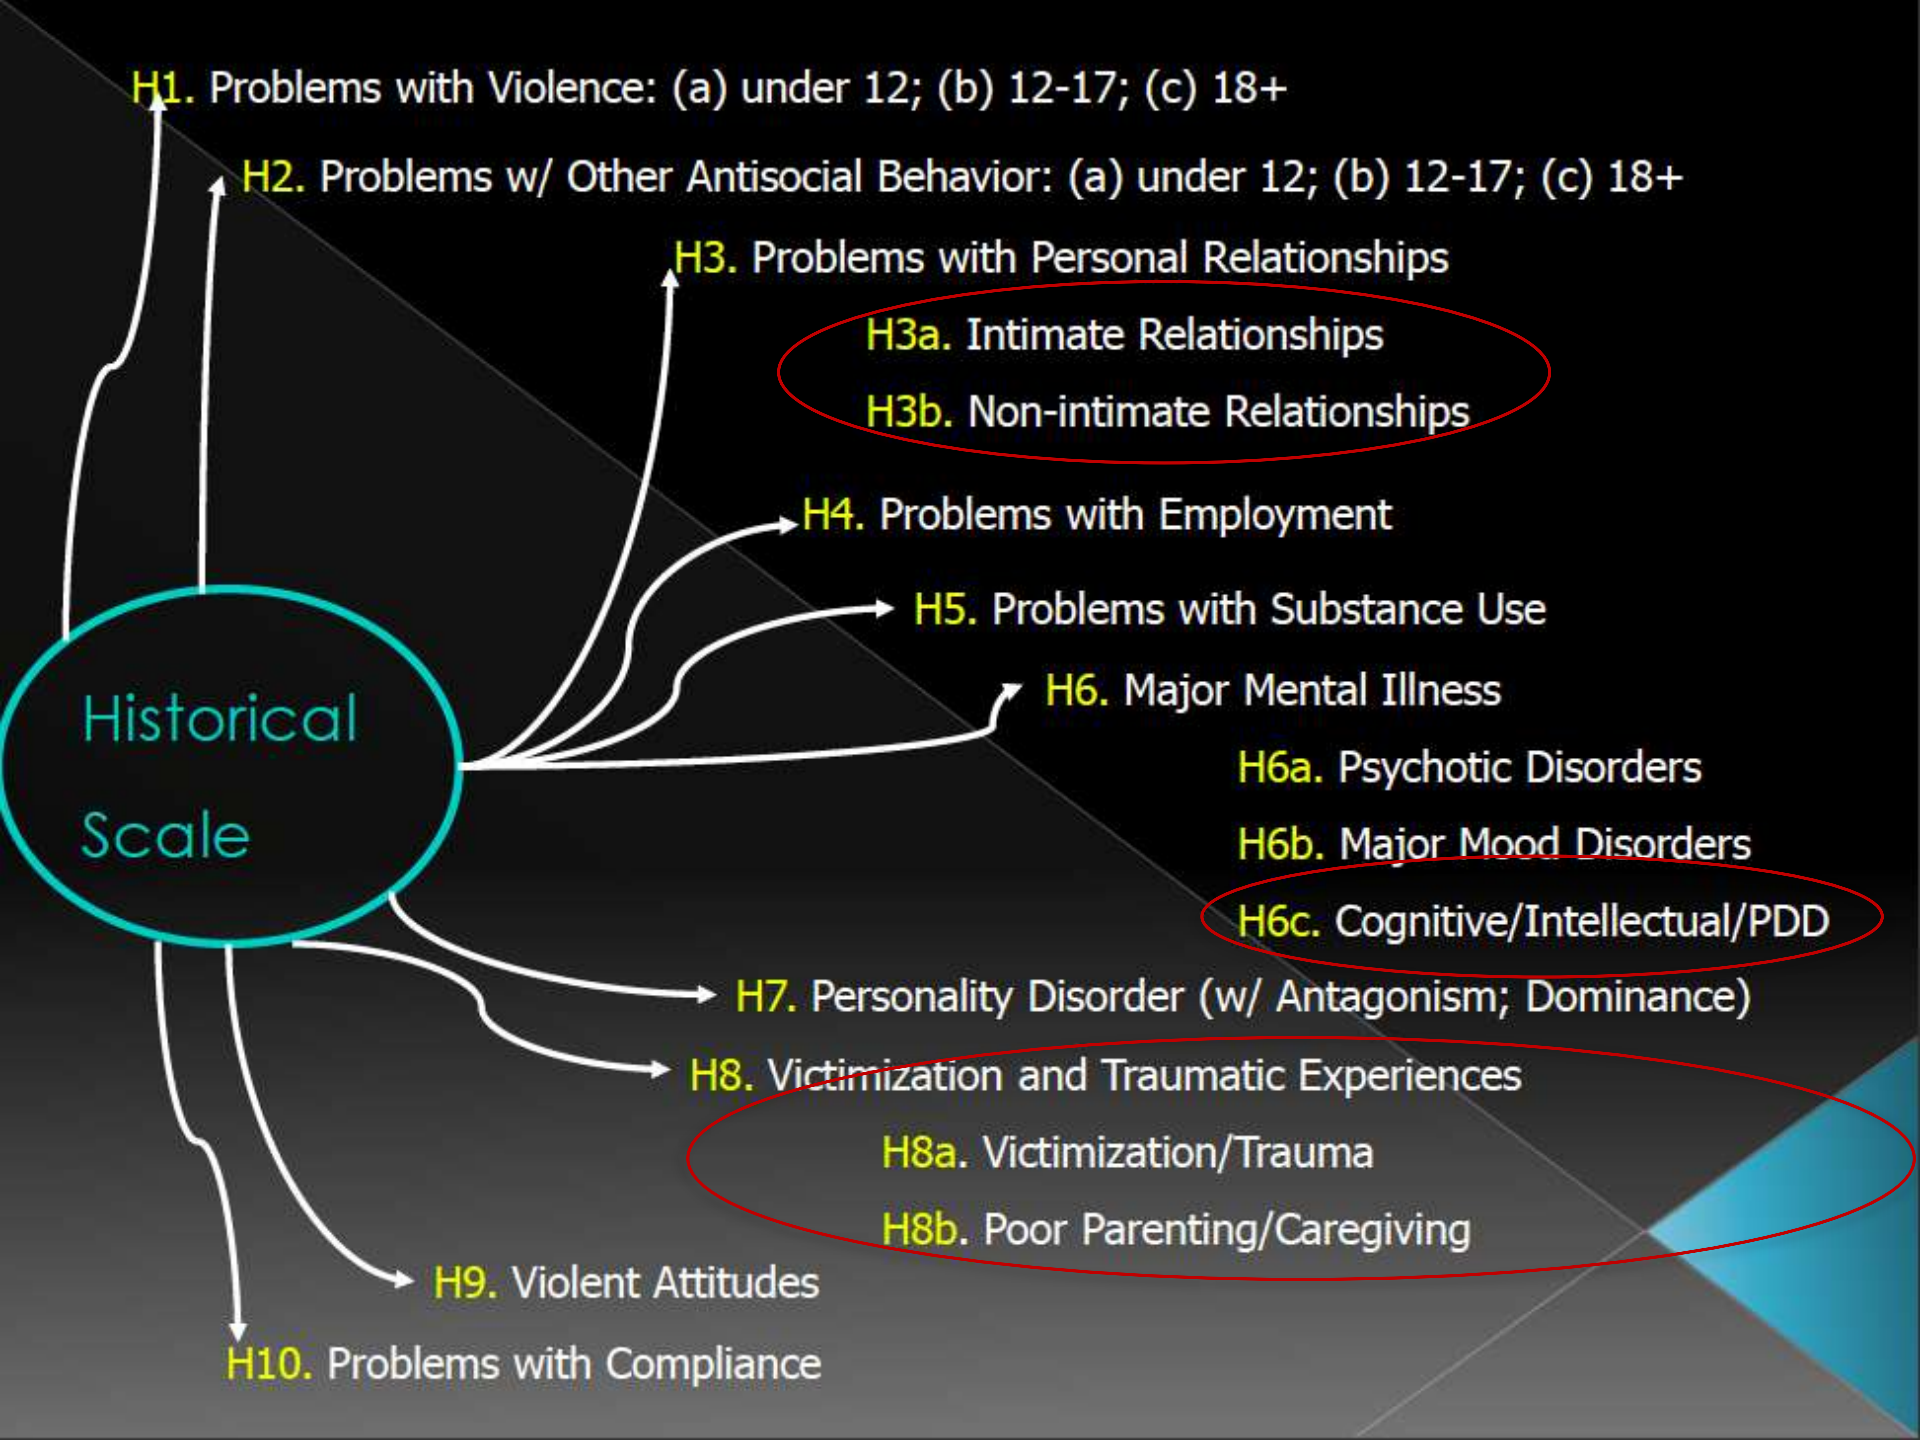 H1. Problems with Violence: (a) under 12; (b) 12-17; (c) 18+
H2. Problems w/ Other Antisocial Behavior: (a) under 12; (b) 12-17; (c) 18+
H3. Problems with Personal Relationships
H3a. Intimate Relationships
H3b. Non-intimate Relationships
H4. Problems with Employment
H5. Problems with Substance Use
H6. Major Mental Illness
Historical
Scale
H6a. Psychotic Disorders
H6b. Major Mood Disorders
H6c. Cognitive/Intellectual/PDD
H7. Personality Disorder (w/ Antagonism; Dominance)
H8. Victimization and Traumatic Experiences
H8a. Victimization/Trauma
H8b. Poor Parenting/Caregiving
H9. Violent Attitudes
H10. Problems with Compliance